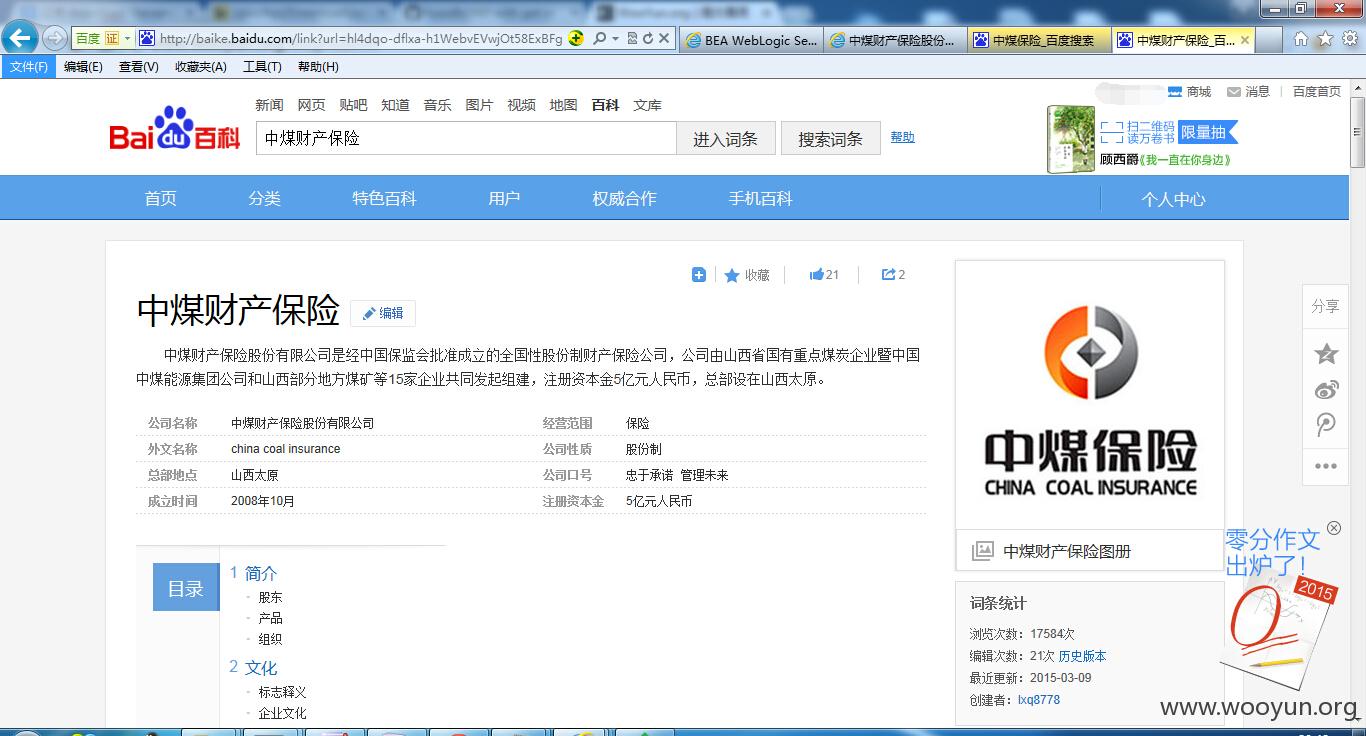 百度 证 http://baike.baidu.com/link?url=hl4dqo-dflxa-h1WebvEVwjOt58ExBFg
BEA WebLogic Se...
中煤财产保险股份...
中煤保险_百度搜索
中煤财产保险_百...
文件(F) 编辑(E) 查看(V) 收藏夹(A) 工具(T) 帮助(H)
商城 消息 百度首页
新闻 网页 贴吧 知道 音乐 图片 视频 地图 百科 文库
Bai du 百科
中煤财产保险
进入词条 搜索词条 帮助
扫二维码
读万卷书
限量抽
顾西爵《我一直在你身边》
首页 分类 特色百科 用户 权威合作 手机百科 个人中心
收藏 21 2
中煤财产保险 编辑
中煤财产保险股份有限公司是经中国保监会批准成立的全国性股份制财产保险公司，公司由山西省国有重点煤炭企业暨中国
中煤能源集团公司和山西部分地方煤矿等15家企业共同发起组建，注册资本金5亿元人民币，总部设在山西太原。
公司名称 中煤财产保险股份有限公司 经营范围 保险
外文名称 china coal insurance 公司性质 股份制
总部地点 山西太原 公司口号 忠于承诺 管理未来
成立时间 2008年10月 注册资本金 5亿元人民币
目录
1 简介
股东
产品
组织
2 文化
标志释义
企业文化
中煤保险
CHINA COAL INSURANCE
中煤财产保险图册
词条统计
浏览次数：17584次
编辑次数：21次 历史版本
最近更新：2015-03-09
创建者：lxq8778
分享
零分作文
出炉了！
2015
www.wooyun.org